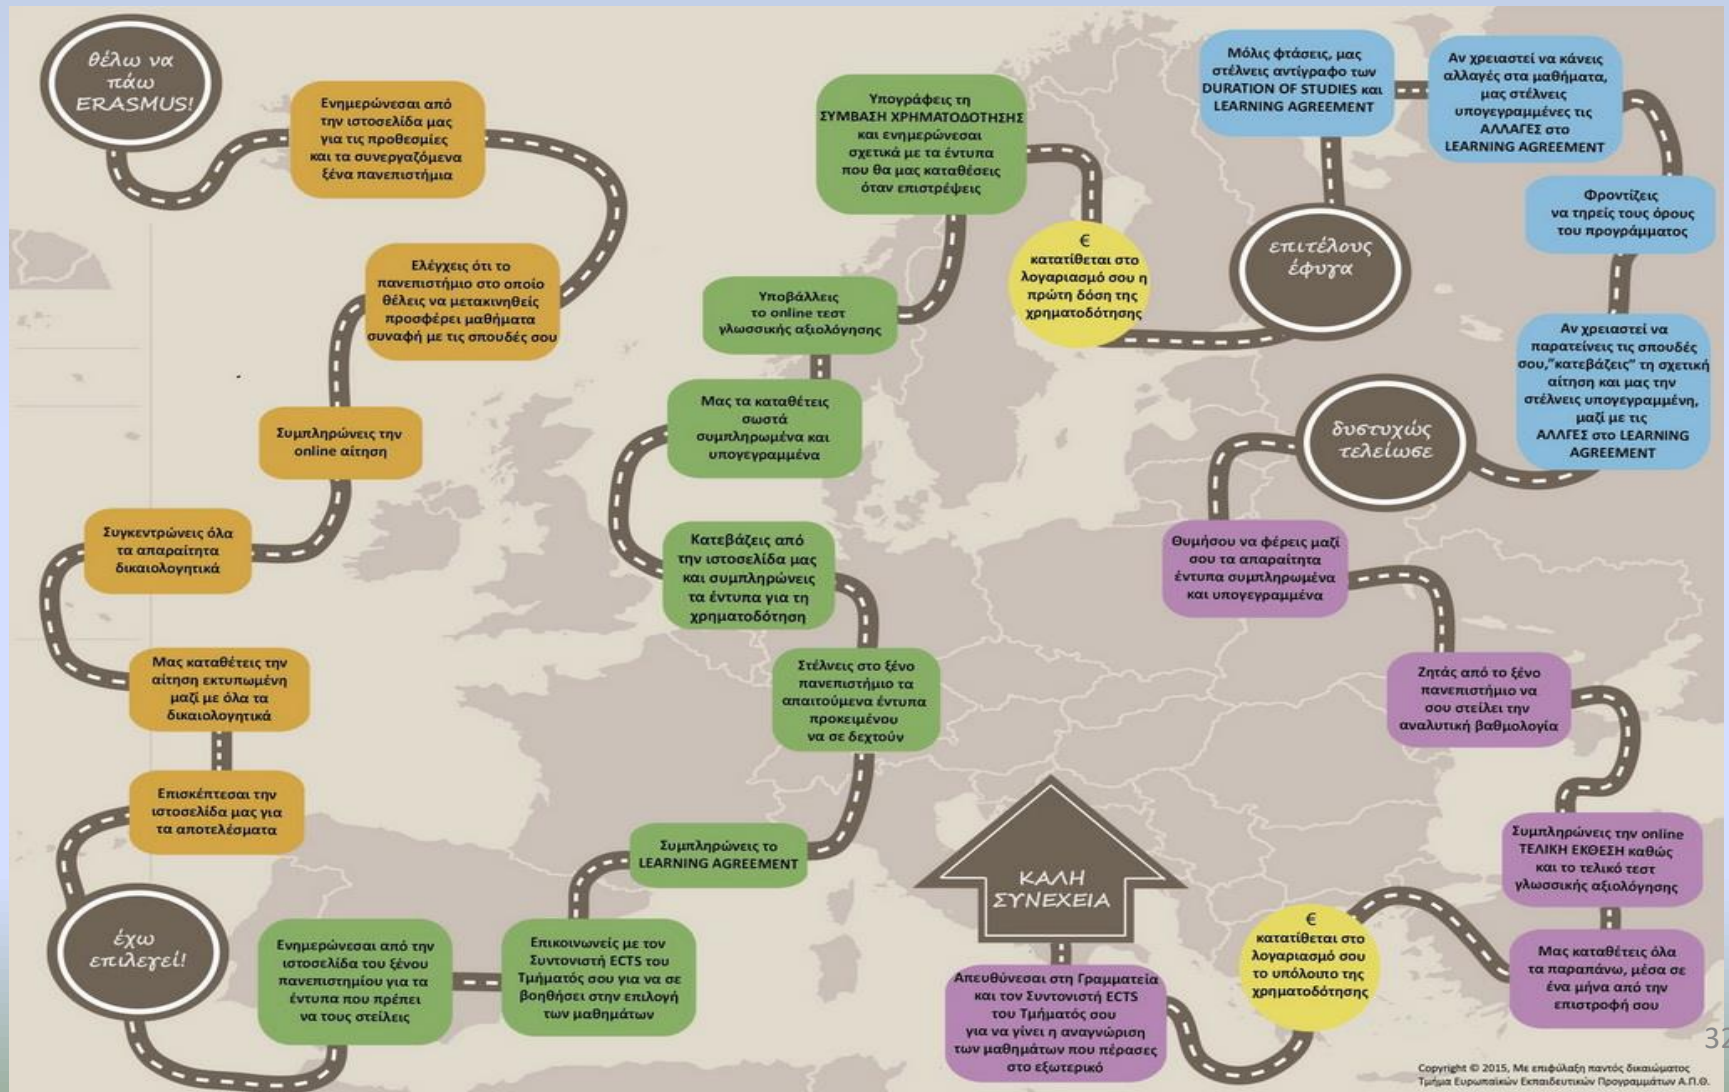 θέλω να
πάω
ERASMUS!
Ενημερώνεσαι από
την ιστοσελίδα μας
για τις προθεσμίες
και τα συνεργαζόμενα
ξένα πανεπιστήμια
Ελέγχεις ότι το
πανεπιστήμιο στο οποίο
θέλεις να μετακινηθείς
προσφέρει μαθήματα
συναφή με τις σπουδές σου
Συμπληρώνεις την
online αίτηση
Συγκεντρώνεις όλα
τα απαραίτητα
δικαιολογητικά
Μας καταθέτεις την
αίτηση εκτυπωμένη
μαζί με όλα τα
δικαιολογητικά
Επισκέπτεσαι την
ιστοσελίδα μας για
τα αποτελέσματα
έχω
επιλεγεί!
Ενημερώνεσαι από την
ιστοσελίδα του ξένου
πανεπιστημίου για τα
έντυπα που πρέπει
να τους στείλεις
Επικοινωνείς με τον
Συντονιστή ECTS του
Τμήματός σου για να σε
βοηθήσει στην επιλογή
των μαθημάτων
Συμπληρώνεις το
LEARNING AGREEMENT
Στέλνεις στο ξένο
πανεπιστήμιο τα
απαιτούμενα έντυπα
προκειμένου
να σε δεχτούν
Κατεβάζεις από
την ιστοσελίδα μας
και συμπληρώνεις
τα έντυπα για τη
χρηματοδότηση
Μας τα καταθέτεις
σωστά
συμπληρωμένα και
υπογεγραμμένα
Υποβάλλεις
το online τεστ
γλωσσικής αξιολόγησης
Υπογράφεις τη
ΣΥΜΒΑΣΗ ΧΡΗΜΑΤΟΔΟΤΗΣΗΣ
και ενημερώνεσαι
σχετικά με τα έντυπα
που θα μας καταθέσεις
όταν επιστρέψεις
€
κατατίθεται στο
λογαριασμό σου η
πρώτη δόση της
χρηματοδότησης
επιτέλους
έφυγα
Μόλις φτάσεις, μας
στέλνεις αντίγραφο των
DURATION OF STUDIES και
LEARNING AGREEMENT
Αν χρειαστεί να κάνεις
αλλαγές στα μαθήματα,
μας στέλνεις
υπογεγραμμένες τις
ΑΛΛΑΓΕΣ στο
LEARNING AGREEMENT
Φροντίζεις
να τηρείς τους όρους
του προγράμματος
Αν χρειαστεί να
παρατείνεις τις σπουδές
σου,"κατεβάζεις" τη σχετική
αίτηση και μας την
στέλνεις υπογεγραμμένη,
μαζί με τις
ΑΛΛΓΕΣ στο LEARNING
AGREEMENT
δυστυχώς
τελείωσε
Θυμήσου να φέρεις μαζί
σου τα απαραίτητα
έντυπα συμπληρωμένα
και υπογεγραμμένα
Ζητάς από το ξένο
πανεπιστήμιο να
σου στείλει την
αναλυτική βαθμολογία
Συμπληρώνεις την online
ΤΕΛΙΚΗ ΕΚΘΕΣΗ καθώς
και το τελικό τεστ
γλωσσικής αξιολόγησης
Μας καταθέτεις όλα
τα παραπάνω, μέσα σε
ένα μήνα από την
επιστροφή σου
€
κατατίθεται στο
λογαριασμό σου
το υπόλοιπο της
χρηματοδότησης
Απευθύνεσαι στη Γραμματεία
και τον Συντονιστή ECTS
του Τμήματός σου
για να γίνει η αναγνώριση
των μαθημάτων που πέρασες
στο εξωτερικό
ΚΑΛΗ
ΣΥΝΕΧΕΙΑ
32
Copyright © 2015, Με επιφύλαξη παντός δικαιώματος
Τμήμα Ευρωπαϊκών Εκπαιδευτικών Προγραμμάτων Α.Π.Θ.